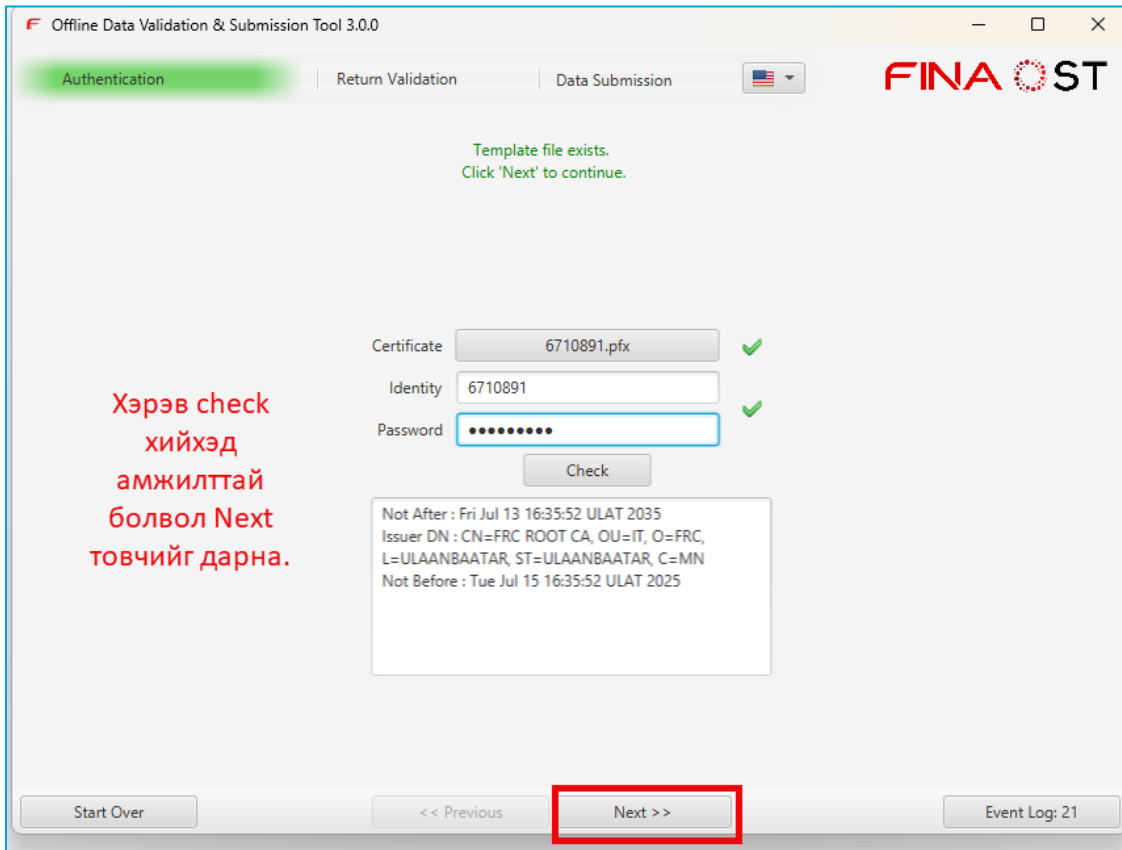 Offline Data Validation & Submission Tool 3.0.0
Authentication
Return Validation
Data Submission
FINA OST
Template file exists.
Click 'Next' to continue.
Certificate
6710891.pfx
Identity
6710891
Password
•••••••••
Check
Хэрэв check
хийхэд
амжилттай
болвол Next
товчийг дарна.
Not After : Fri Jul 13 16:35:52 ULAT 2035
Issuer DN : CN=FRC ROOT CA, OU=IT, O=FRC,
L=ULAANBAATAR, ST=ULAANBAATAR, C=MN
Not Before : Tue Jul 15 16:35:52 ULAT 2025
Start Over
<< Previous
Next >>
Event Log: 21